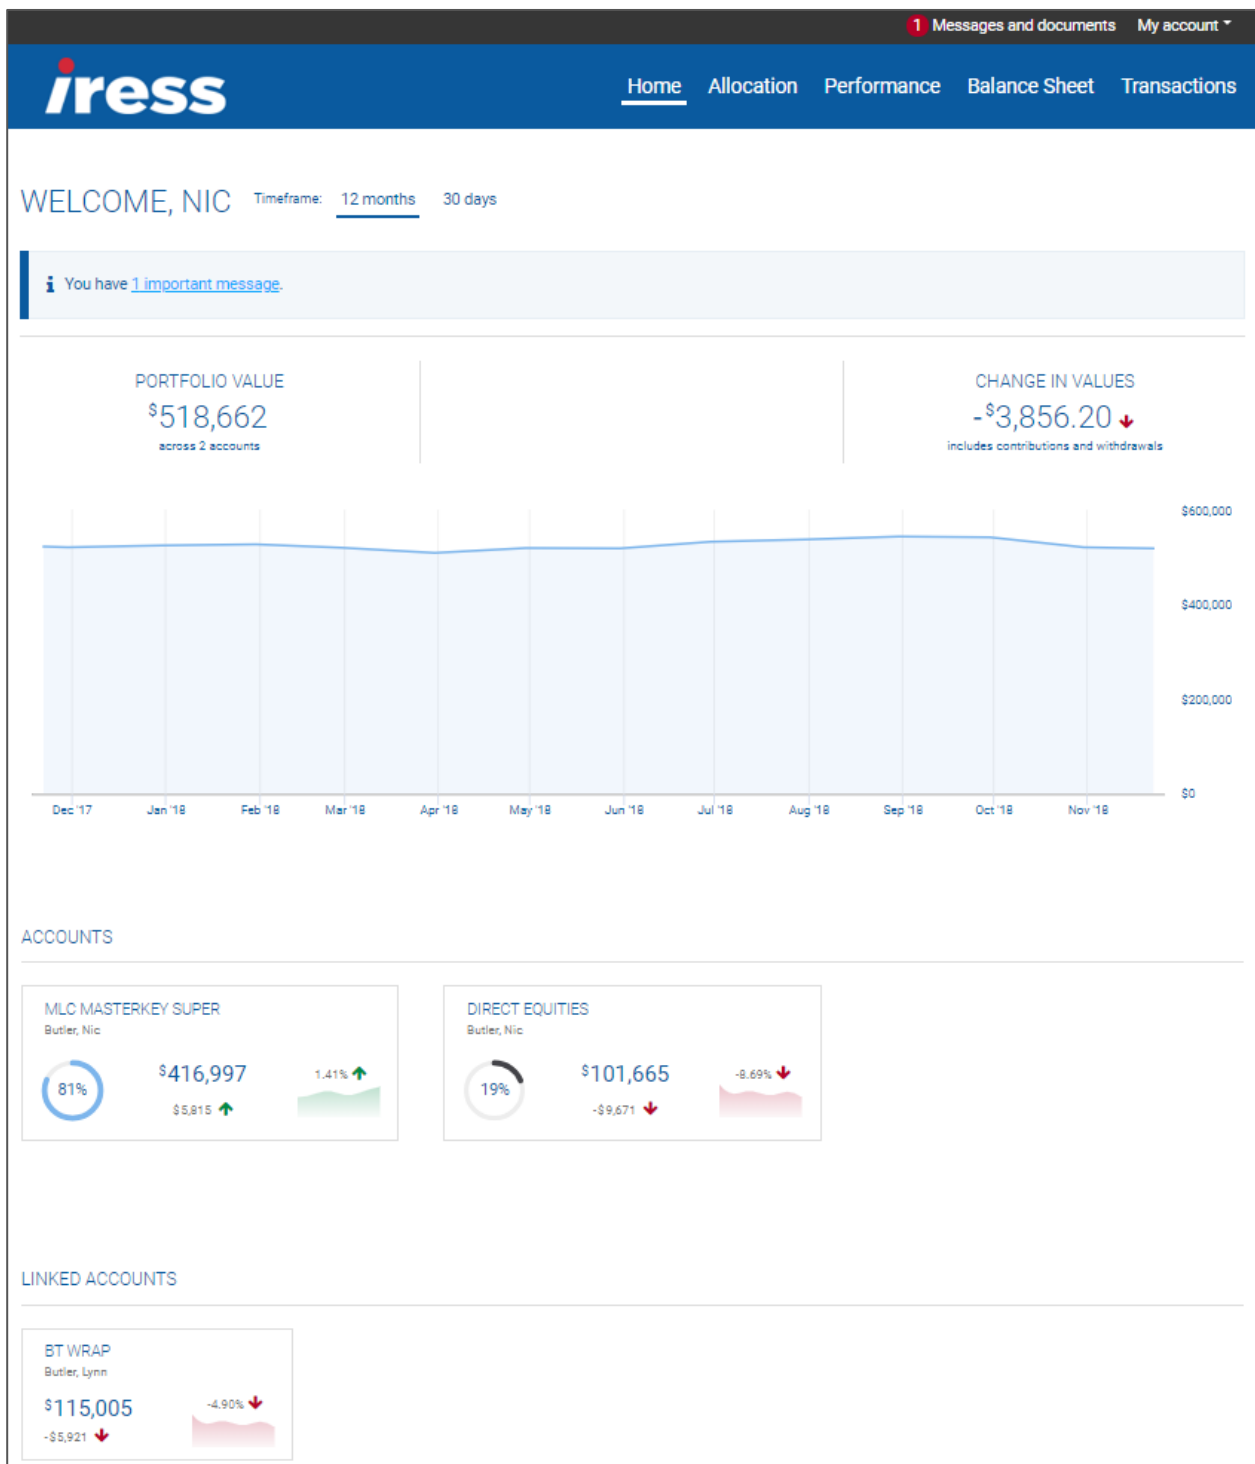 1 Messages and documents My account
iress
Home Allocation Performance Balance Sheet Transactions
WELCOME, NIC Timeframe: 12 months 30 days
i You have 1 important message.
PORTFOLIO VALUE
$518,662
across 2 accounts
CHANGE IN VALUES
-$3,856.20
includes contributions and withdrawals
$600,000
$400,000
$200,000
$0
Dec '17 Jan '18 Feb '18 Mar '18 Apr '18 May '18 Jun '18 Jul '18 Aug '18 Sep '18 Oct '18 Nov '18
ACCOUNTS
MLC MASTERKEY SUPER
Butler, Nic
81% $416,997 1.41%
$5,815
DIRECT EQUITIES
Butler, Nic
19% $101,665 -8.69%
-$9,671
LINKED ACCOUNTS
BT WRAP
Butler, Lynn
$115,005 -4.90%
-$5,921